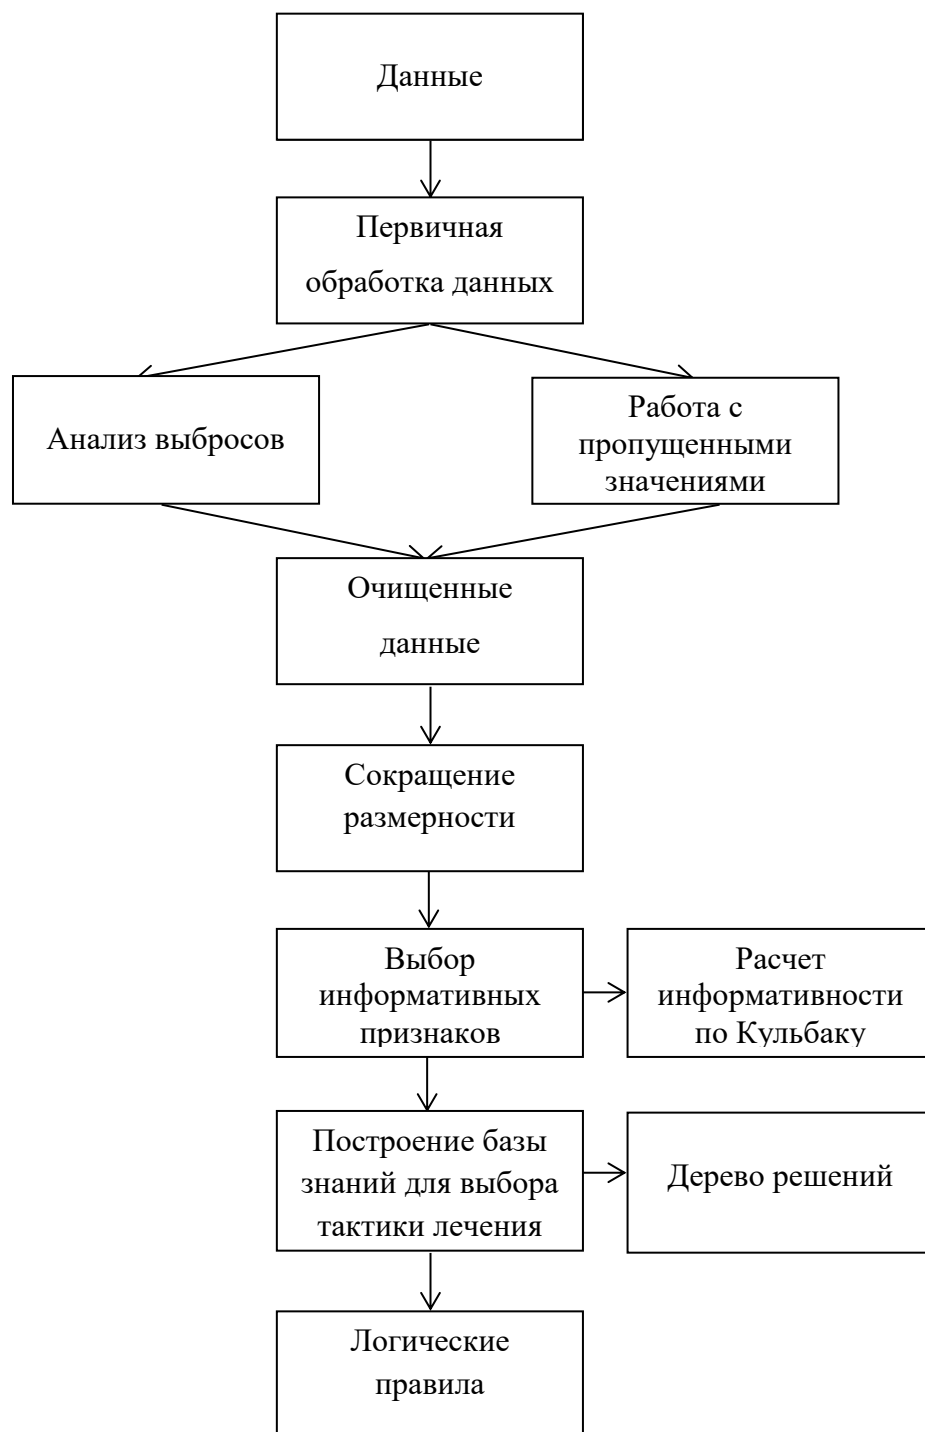 Данные
Первичная
обработка данных
Анализ выбросов
Работа с
пропущенными
значениями
Очищенные
данные
Сокращение
размерности
Выбор
информативных
признаков
Расчет
информативности
по Кульбаку
Построение базы
знаний для выбора
тактики лечения
Дерево решений
Логические
правила